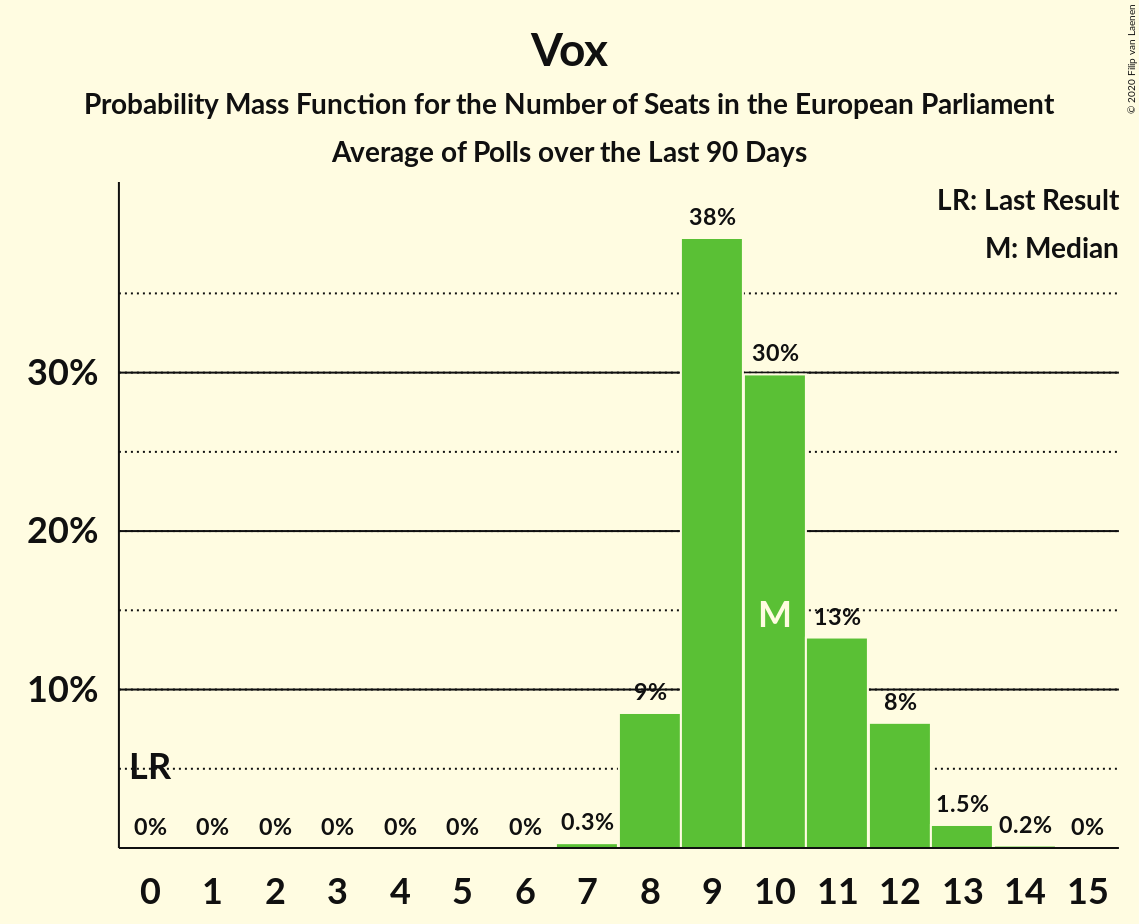 Vox
Probability Mass Function for the Number of Seats in the European Parliament
Average of Polls over the Last 90 Days
© 2020 Filip van Laenen
LR: Last Result
M: Median
38%
30%
30%
20%
M
13%
10%
9%
8%
LR
0%
0%
0%
0%
0%
0%
0%
0.3%
1.5%
0.2%
0%
0 1 2 3 4 5 6 7 8 9 10 11 12 13 14 15